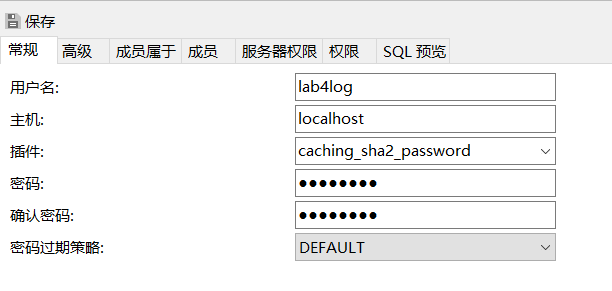 保存
常规 高级 成员属于 成员 服务器权限 权限 SQL 预览
用户名: lab4log
主机: localhost
插件: caching_sha2_password
密码: ●●●●●●●●
确认密码: ●●●●●●●●
密码过期策略: DEFAULT